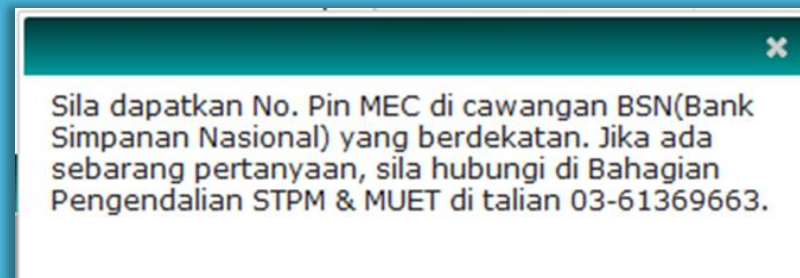 Sila dapatkan No. Pin MEC di cawangan BSN(Bank
Simpanan Nasional) yang berdekatan. Jika ada
sebarang pertanyaan, sila hubungi di Bahagian
Pengendalian STPM & MUET di talian 03-61369663.